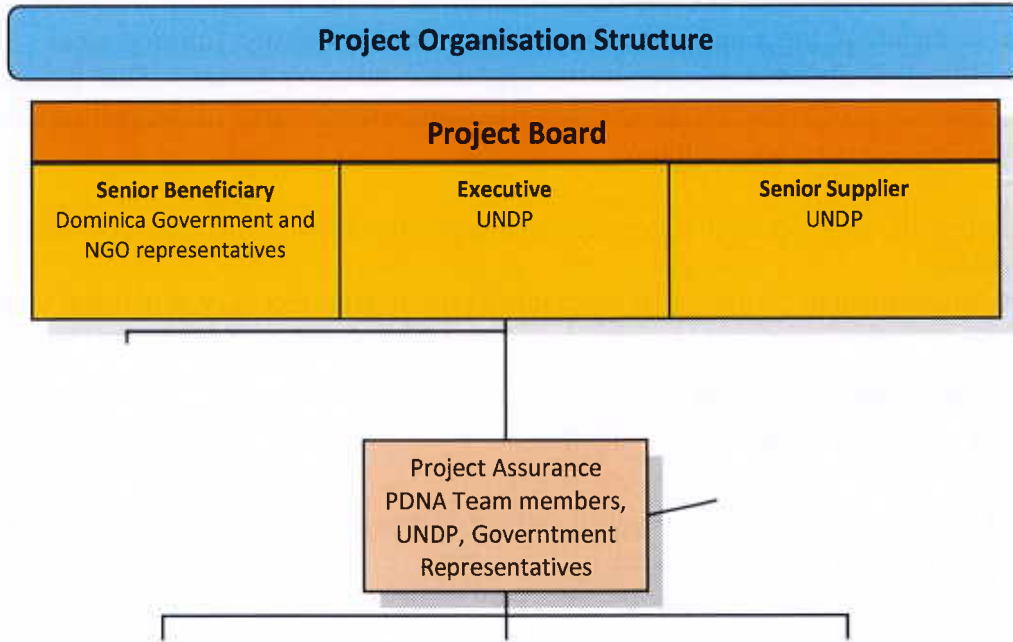 Project Organisation Structure
Project Board
Senior Beneficiary
Dominica Government and
NGO representatives
Executive
UNDP
Senior Supplier
UNDP
Project Assurance
PDNA Team members,
UNDP, Governtment
Representatives